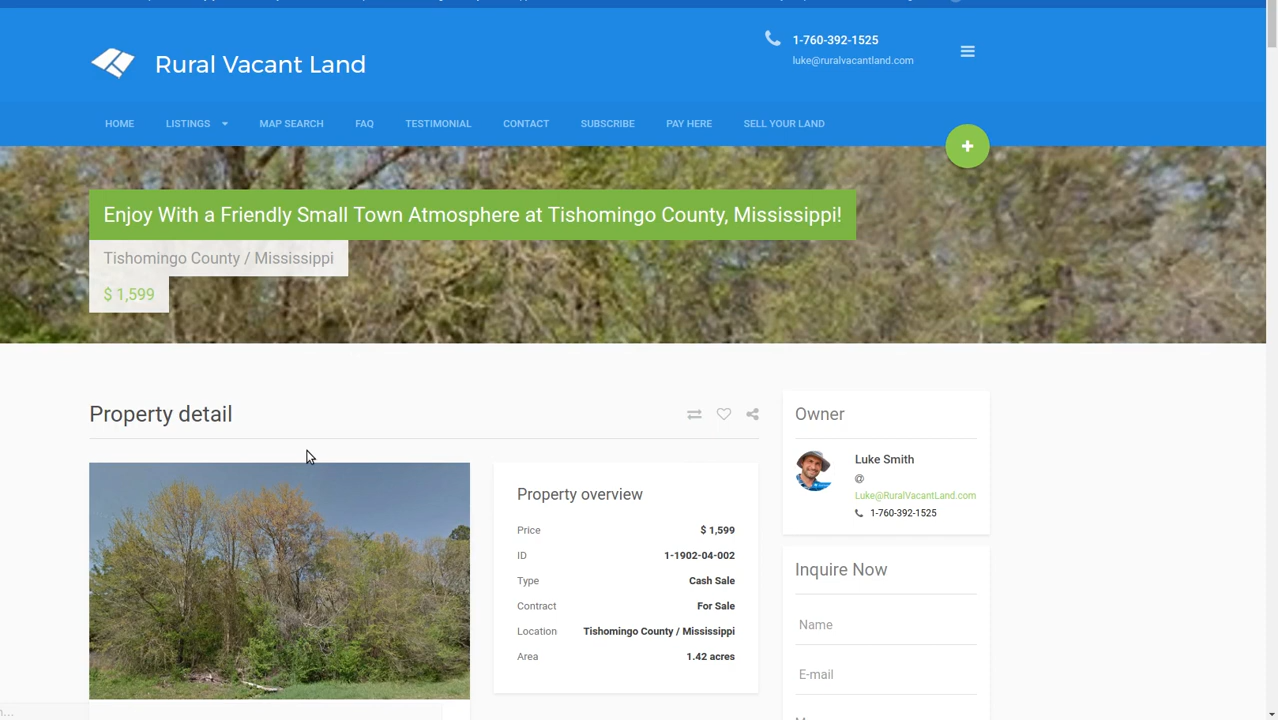 1-760-392-1525
Rural Vacant Land
luke@ruralvacantland.com
HOME LISTINGS MAP SEARCH FAQ TESTIMONIAL CONTACT SUBSCRIBE PAY HERE SELL YOUR LAND
Enjoy With a Friendly Small Town Atmosphere at Tishomingo County, Mississippi!
Tishomingo County / Mississippi
$ 1,599
Property detail
Property overview
Price $ 1,599
ID 1-1902-04-002
Type Cash Sale
Contract For Sale
Location Tishomingo County / Mississippi
Area 1.42 acres
Owner
Luke Smith
@
Luke@RuralVacantLand.com
1-760-392-1525
Inquire Now
Name
E-mail